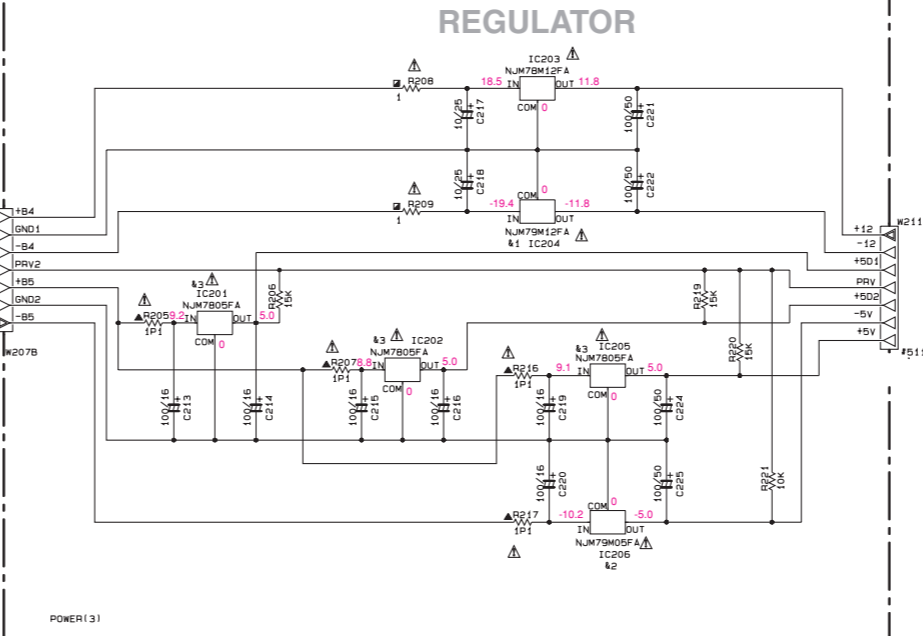 REGULATOR
IC203
NJM78M12FA
R208
1
18.5 IN OUT 11.8
COM 0
10/25 C217
100/50 C221
10/25 C218
100/50 C222
R209
1
COM 0
-19.4 -11.8
IN OUT
NJM79M12FA
&1 IC204
+B4
GND1
-B4
PRV2
+B5
GND2
-B5
W207B
W211
+12
-12
+5D1
PRV
+5D2
-5V
+5V
#511
&3
IC201
NJM7805FA
R205 9.2 IN OUT 5.0
1P1
COM 0
R206 15K
&3 IC202
NJM7805FA
R207 8.8 IN OUT 5.0
1P1
COM 0
R219 15K
R220 15K
&3 IC205
NJM7805FA
R216 9.1 IN OUT 5.0
1P1
COM 0
100/16 C213
100/16 C214
100/16 C215
100/16 C216
100/16 C219
100/50 C224
100/16 C220
100/50 C225
R221 10K
R217
1P1
COM 0
-10.2 -5.0
IN OUT
NJM79M05FA
IC206
&2
POWER(3)